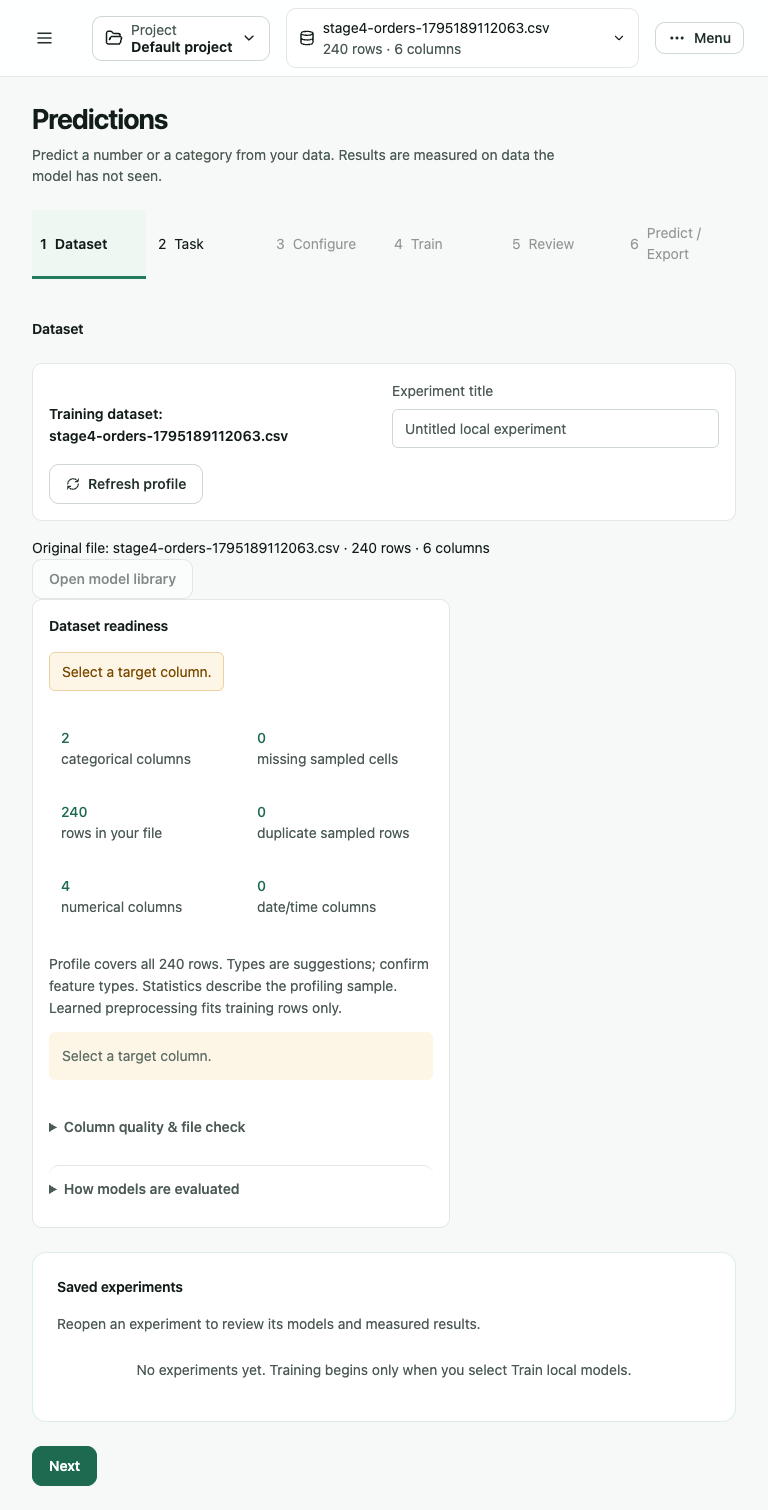 Project
Default project
stage4-orders-1795189112063.csv
240 rows · 6 columns
Menu
Predictions
Predict a number or a category from your data. Results are measured on data the
model has not seen.
1 Dataset
2 Task
3 Configure
4 Train
5 Review
6 Predict /
Export
Dataset
Training dataset:
stage4-orders-1795189112063.csv
Refresh profile
Experiment title
Untitled local experiment
Original file: stage4-orders-1795189112063.csv · 240 rows · 6 columns
Open model library
Dataset readiness
Select a target column.
2
categorical columns
0
missing sampled cells
240
rows in your file
0
duplicate sampled rows
4
numerical columns
0
date/time columns
Profile covers all 240 rows. Types are suggestions; confirm
feature types. Statistics describe the profiling sample.
Learned preprocessing fits training rows only.
Select a target column.
Column quality & file check
How models are evaluated
Saved experiments
Reopen an experiment to review its models and measured results.
No experiments yet. Training begins only when you select Train local models.
Next